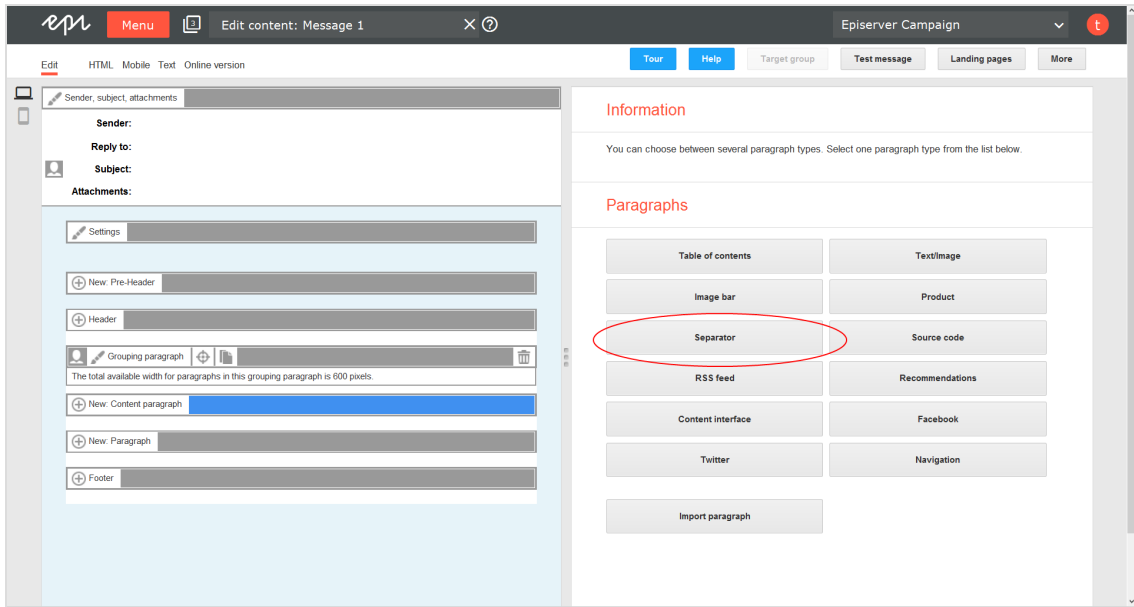 epi Menu 3 Edit content: Message 1 Episerver Campaign t
Edit HTML Mobile Text Online version Tour Help Target group Test message Landing pages More
Sender, subject, attachments
Sender:
Reply to:
Subject:
Attachments:
Settings
New: Pre-Header
Header
Grouping paragraph
The total available width for paragraphs in this grouping paragraph is 600 pixels.
New: Content paragraph
New: Paragraph
Footer
Information
You can choose between several paragraph types. Select one paragraph type from the list below.
Paragraphs
Table of contents Text/Image
Image bar Product
Separator Source code
RSS feed Recommendations
Content interface Facebook
Twitter Navigation
Import paragraph